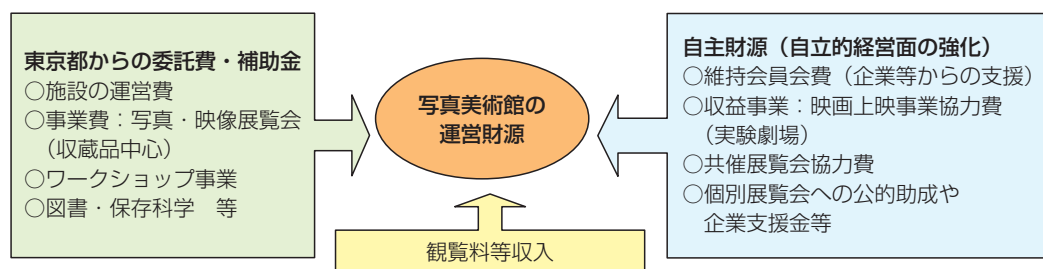 東京都からの委託費・補助金
○施設の運営費
○事業費：写真・映像展覧会
（収蔵品中心）
○ワークショップ事業
○図書・保存科学　等
写真美術館の
運営財源
観覧料等収入
自主財源（自立的経営面の強化）
○維持会員会費（企業等からの支援）
○収益事業：映画上映事業協力費
（実験劇場）
○共催展覧会協力費
○個別展覧会への公的助成や
企業支援金等